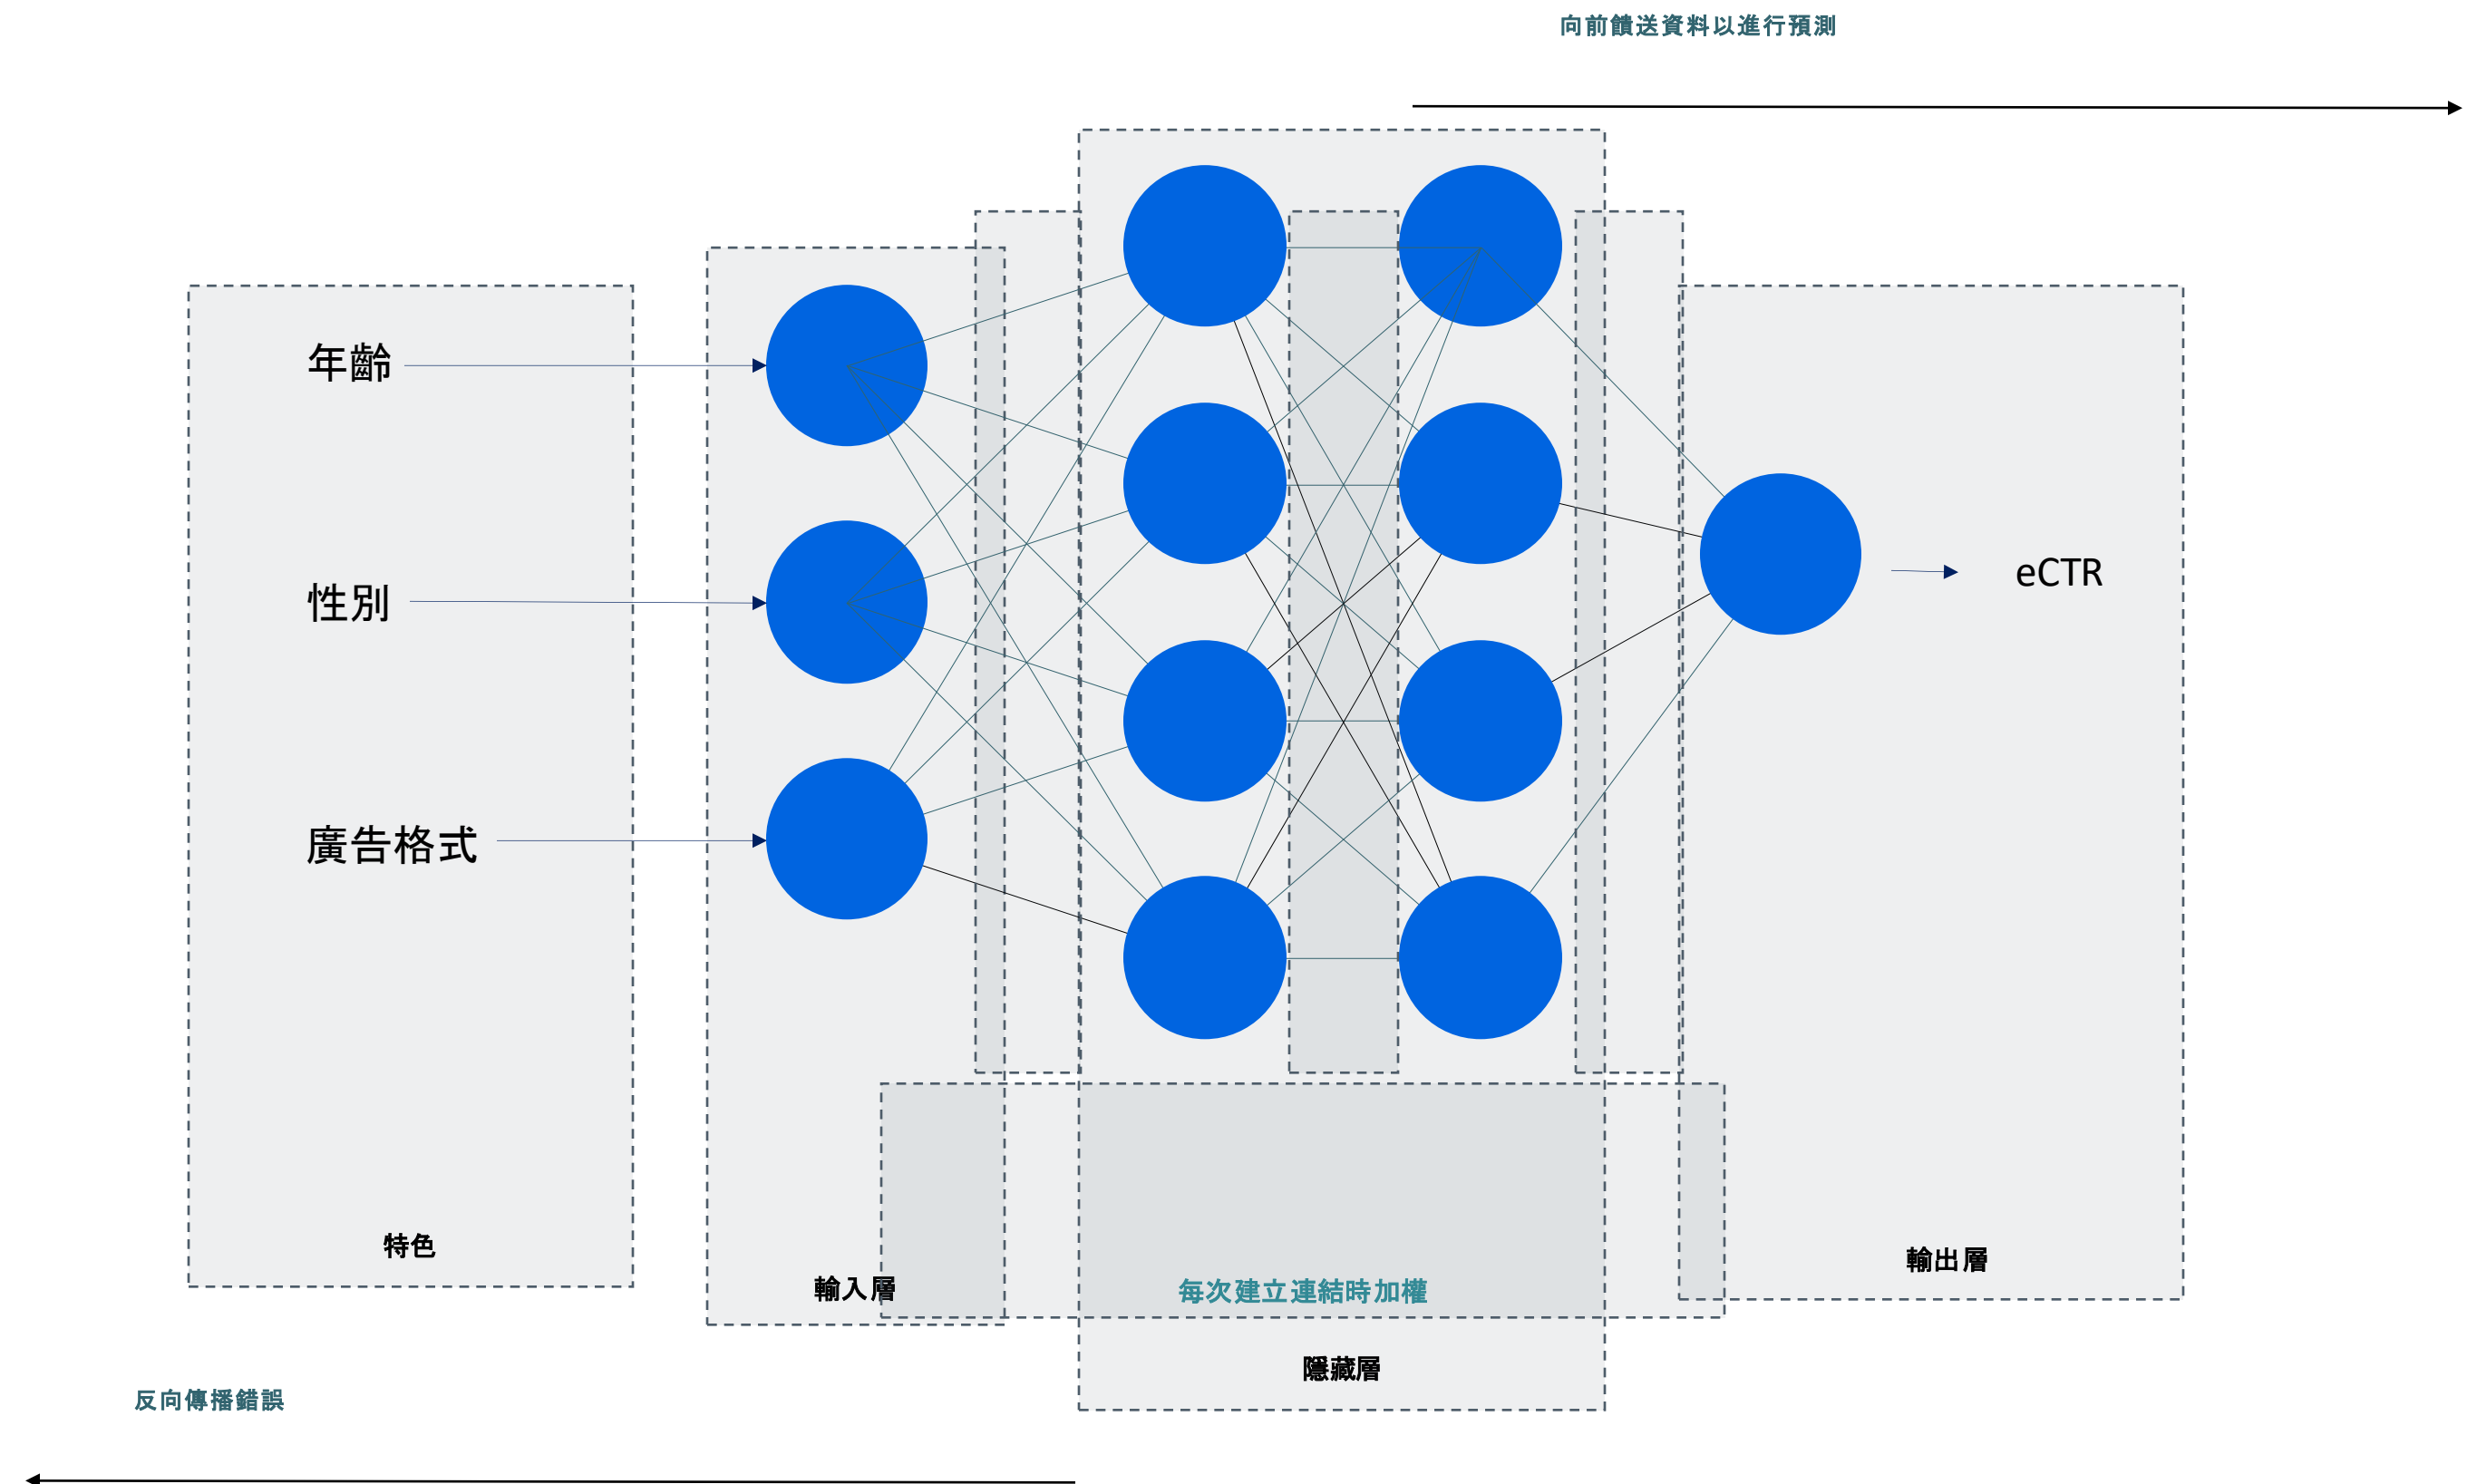 向前饋送資料以進行預測
年齡
性別
廣告格式
eCTR
特色
輸入層
每次建立連結時加權
輸出層
隱藏層
反向傳播錯誤